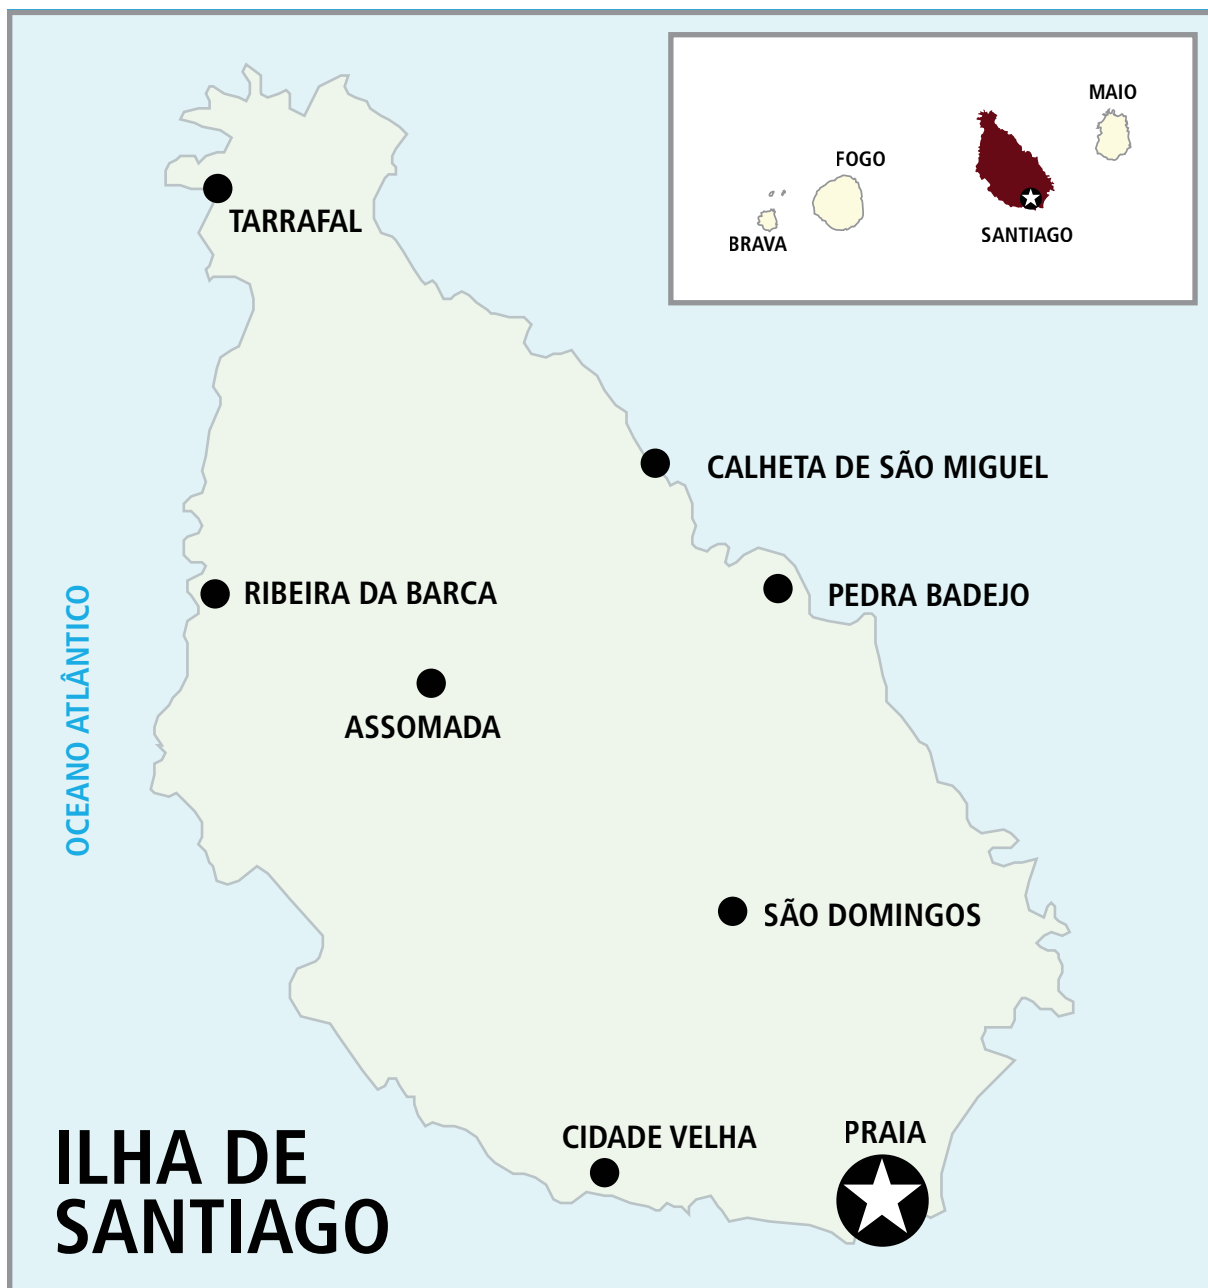 MAIO
FOGO
BRAVA
SANTIAGO
TARRAFAL
CALHETA DE SÃO MIGUEL
RIBEIRA DA BARCA
PEDRA BADEJO
OCEANO ATLÂNTICO
ASSOMADA
SÃO DOMINGOS
CIDADE VELHA
PRAIA
ILHA DE
SANTIAGO